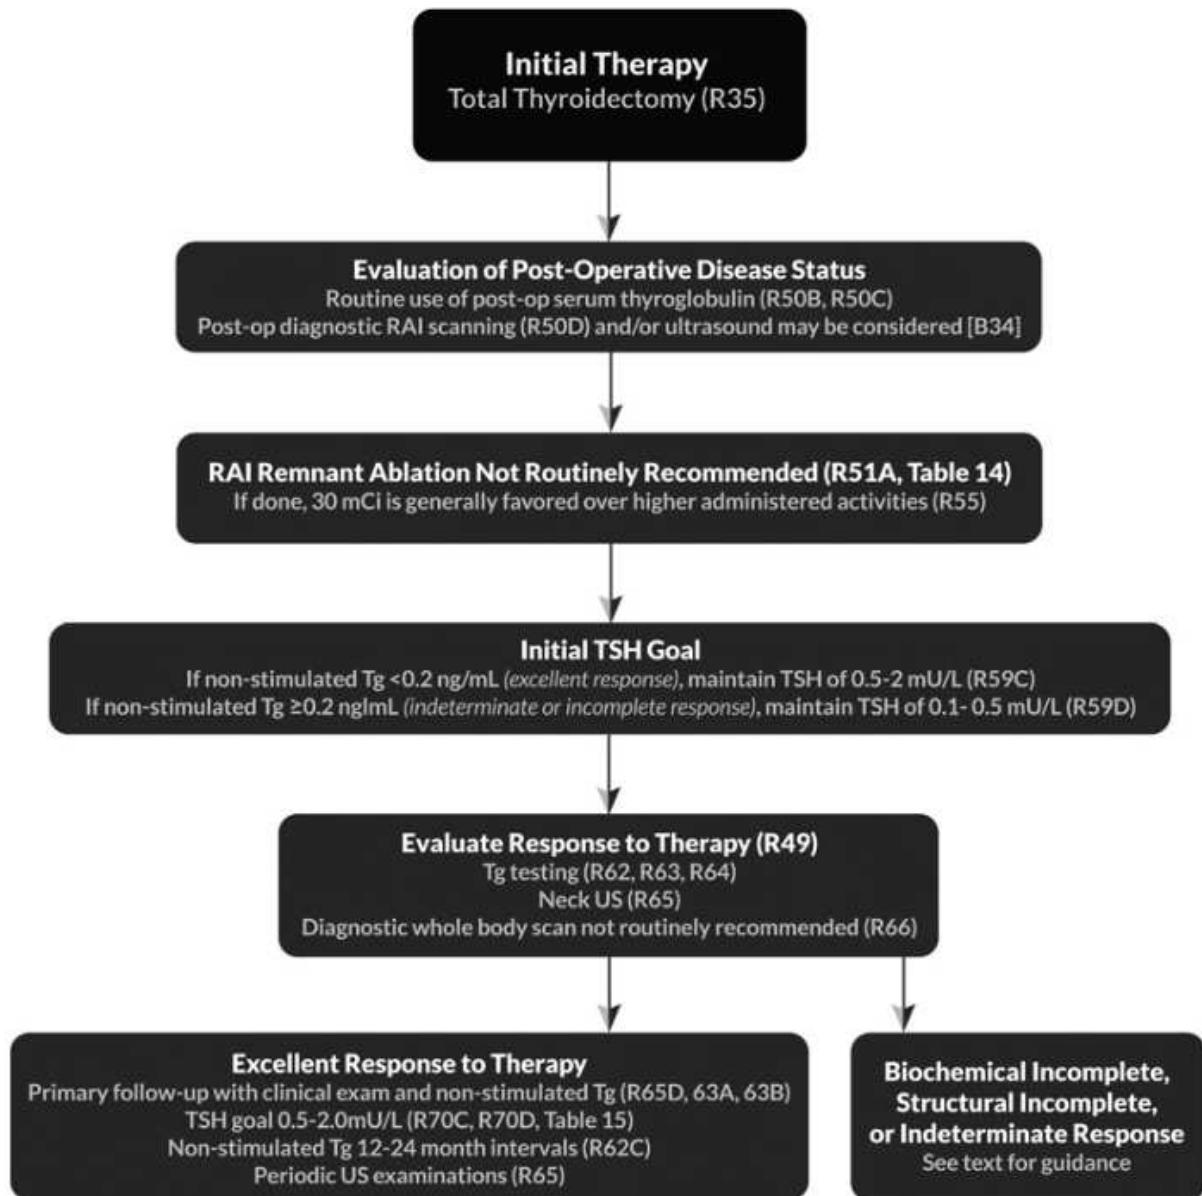 Initial Therapy
Total Thyroidectomy (R35)
Evaluation of Post-Operative Disease Status
Routine use of post-op serum thyroglobulin (R50B, R50C)
Post-op diagnostic RAI scanning (R50D) and/or ultrasound may be considered [B34]
RAI Remnant Ablation Not Routinely Recommended (R51A, Table 14)
If done, 30 mCi is generally favored over higher administered activities (R55)
Initial TSH Goal
If non-stimulated Tg <0.2 ng/mL (excellent response), maintain TSH of 0.5-2 mU/L (R59C)
If non-stimulated Tg ≥0.2 nglmL (indeterminate or incomplete response), maintain TSH of 0.1- 0.5 mU/L (R59D)
Evaluate Response to Therapy (R49)
Tg testing (R62, R63, R64)
Neck US (R65)
Diagnostic whole body scan not routinely recommended (R66)
Excellent Response to Therapy
Primary follow-up with clinical exam and non-stimulated Tg (R65D, 63A, 63B)
TSH goal 0.5-2.0mU/L (R70C, R70D, Table 15)
Non-stimulated Tg 12-24 month intervals (R62C)
Periodic US examinations (R65)
Biochemical Incomplete,
Structural Incomplete,
or Indeterminate Response
See text for guidance